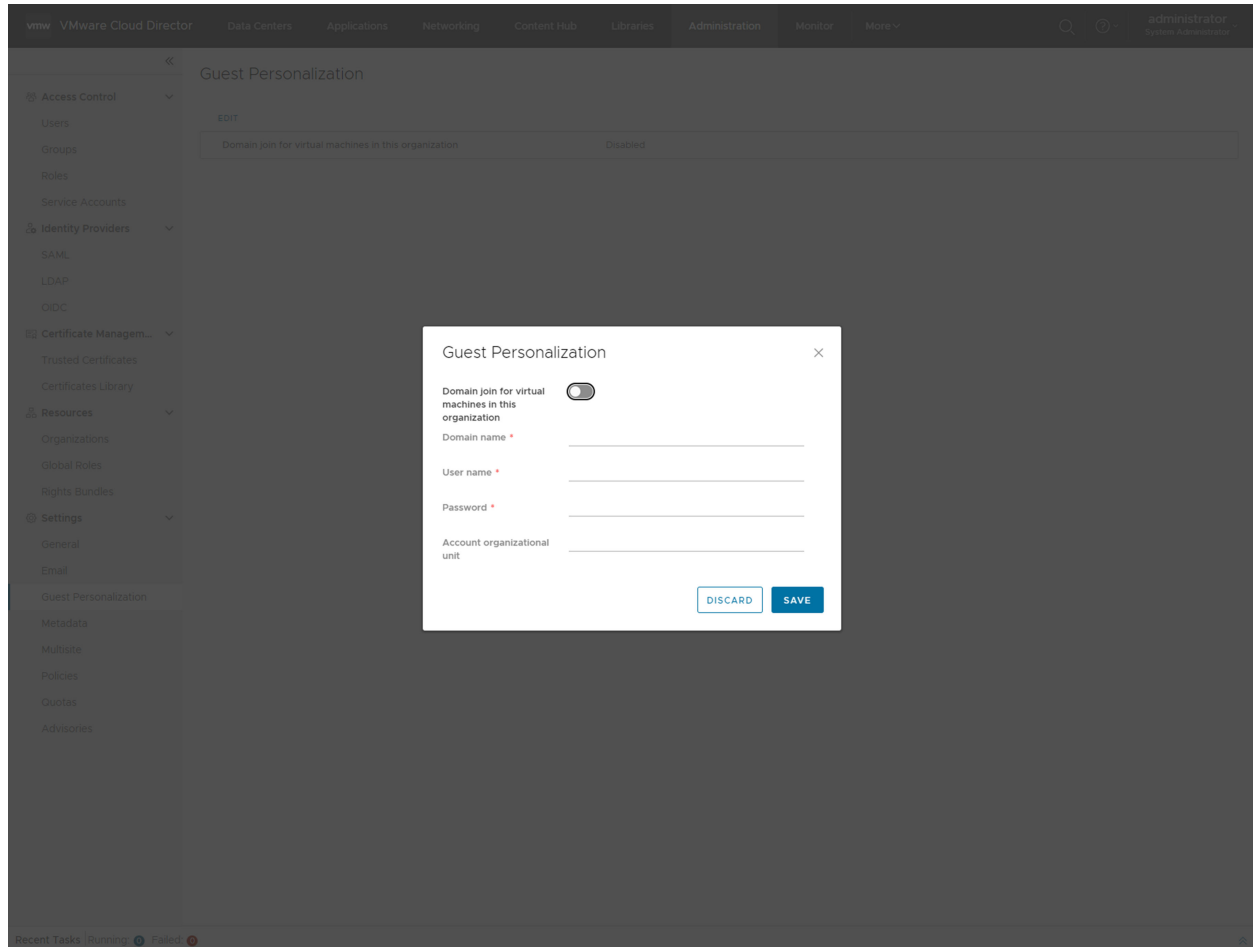 vmw VMware Cloud Director Data Centers Applications Networking Content Hub Libraries Administration Monitor More administrator
System Administrator
Guest Personalization
Access Control
Users
Groups
Roles
Service Accounts
Identity Providers
SAML
LDAP
OIDC
Certificate Managem...
Trusted Certificates
Certificates Library
Resources
Organizations
Global Roles
Rights Bundles
Settings
General
Email
Guest Personalization
Metadata
Multisite
Policies
Quotas
Advisories
EDIT
Domain join for virtual machines in this organization Disabled
Guest Personalization
Domain join for virtual
machines in this
organization
Domain name *
User name *
Password *
Account organizational
unit
DISCARD SAVE
Recent Tasks Running: 0 Failed: 0